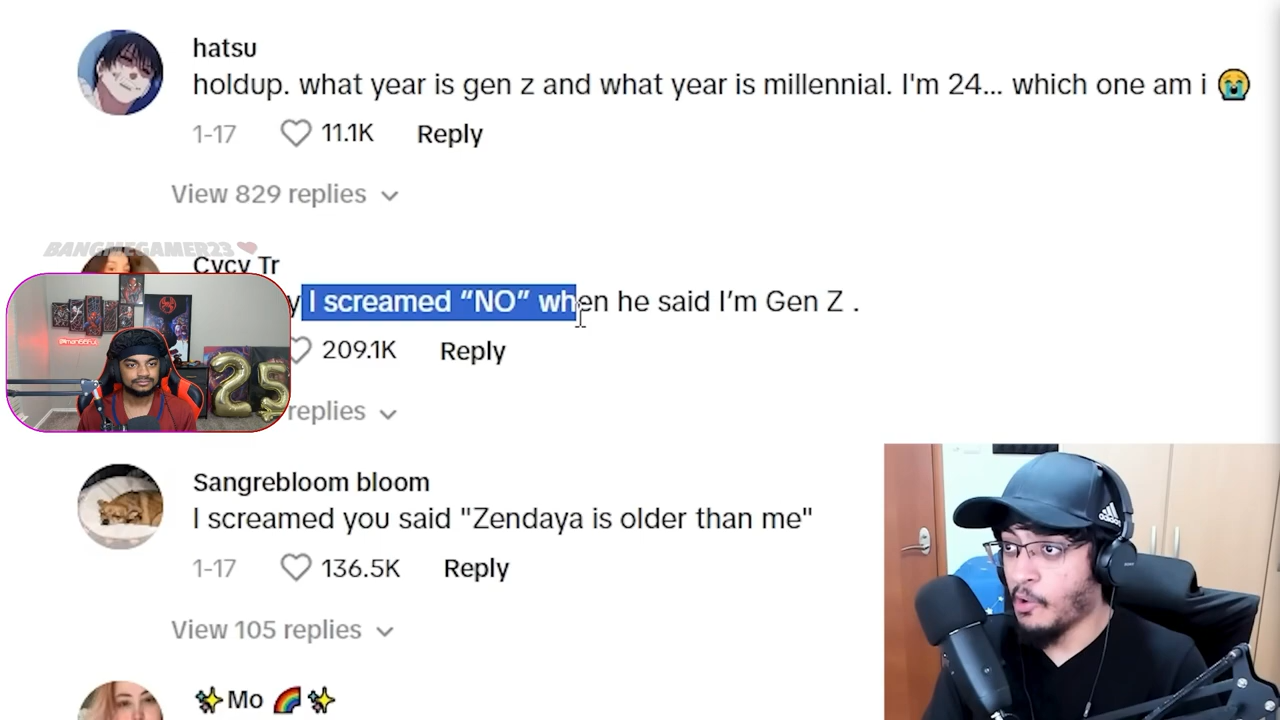 hatsu
holdup. what year is gen z and what year is millennial. I'm 24... which one am i 😭
1-17 11.1K Reply
View 829 replies
BANGMEGAMER23
Cycy Tr
y I screamed “NO” when he said I’m Gen Z .
209.1K Reply
replies
25
Sangrebloom bloom
I screamed you said "Zendaya is older than me"
1-17 136.5K Reply
adidas
View 105 replies
✨Mo 🌈✨